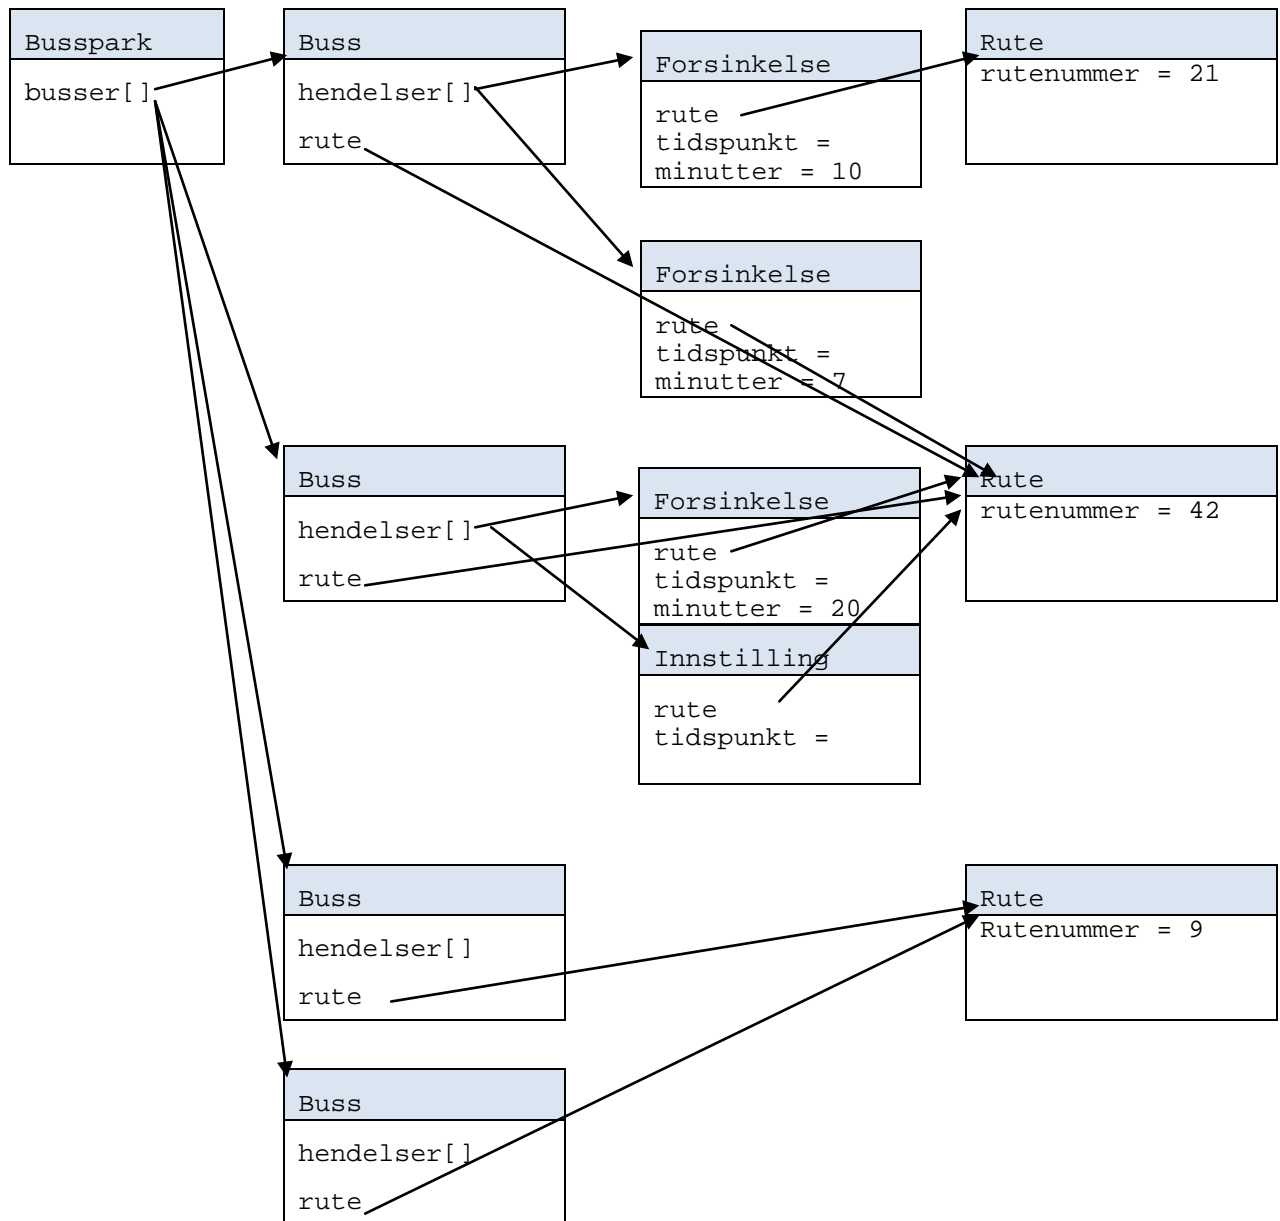 Busspark
busser[]
Buss
hendelser[]
rute
Forsinkelse
rute
tidspunkt =
minutter = 10
Rute
rutenummer = 21
Forsinkelse
rute
tidspunkt =
minutter = 7
Buss
hendelser[]
rute
Forsinkelse
rute
tidspunkt =
minutter = 20
Innstilling
rute
tidspunkt =
Rute
rutenummer = 42
Buss
hendelser[]
rute
Rute
Rutenummer = 9
Buss
hendelser[]
rute